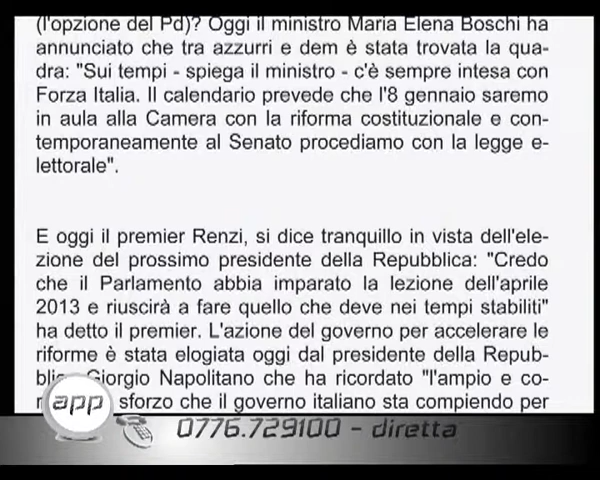 (l'opzione del Pd)? Oggi il ministro Maria Elena Boschi ha
annunciato che tra azzurri e dem è stata trovata la qua-
dra: "Sui tempi - spiega il ministro - c'è sempre intesa con
Forza Italia. Il calendario prevede che l'8 gennaio saremo
in aula alla Camera con la riforma costituzionale e con-
temporaneamente al Senato procediamo con la legge e-
lettorale".
E oggi il premier Renzi, si dice tranquillo in vista dell'ele-
zione del prossimo presidente della Repubblica: "Credo
che il Parlamento abbia imparato la lezione dell'aprile
2013 e riuscirà a fare quello che deve nei tempi stabiliti"
ha detto il premier. L'azione del governo per accelerare le
riforme è stata elogiata oggi dal presidente della Repub-
Giorgio Napolitano che ha ricordato "l'ampio e co-
sforzo che il governo italiano sta compiendo per
app
0776.729100 - diretta